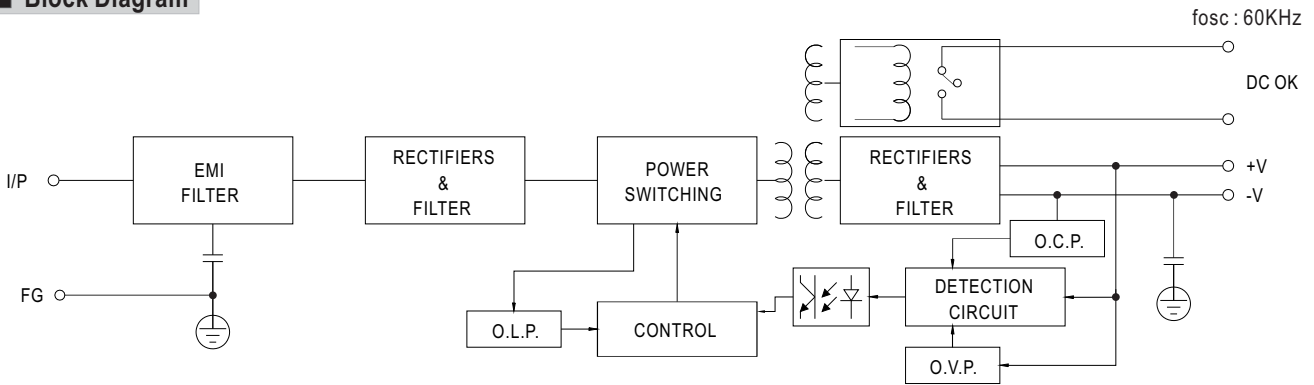 ■ Block Diagram
fosc : 60KHz
DC OK
I/P
EMI
FILTER
RECTIFIERS
&
FILTER
POWER
SWITCHING
RECTIFIERS
&
FILTER
+V
-V
O.C.P.
FG
O.L.P.
CONTROL
DETECTION
CIRCUIT
O.V.P.